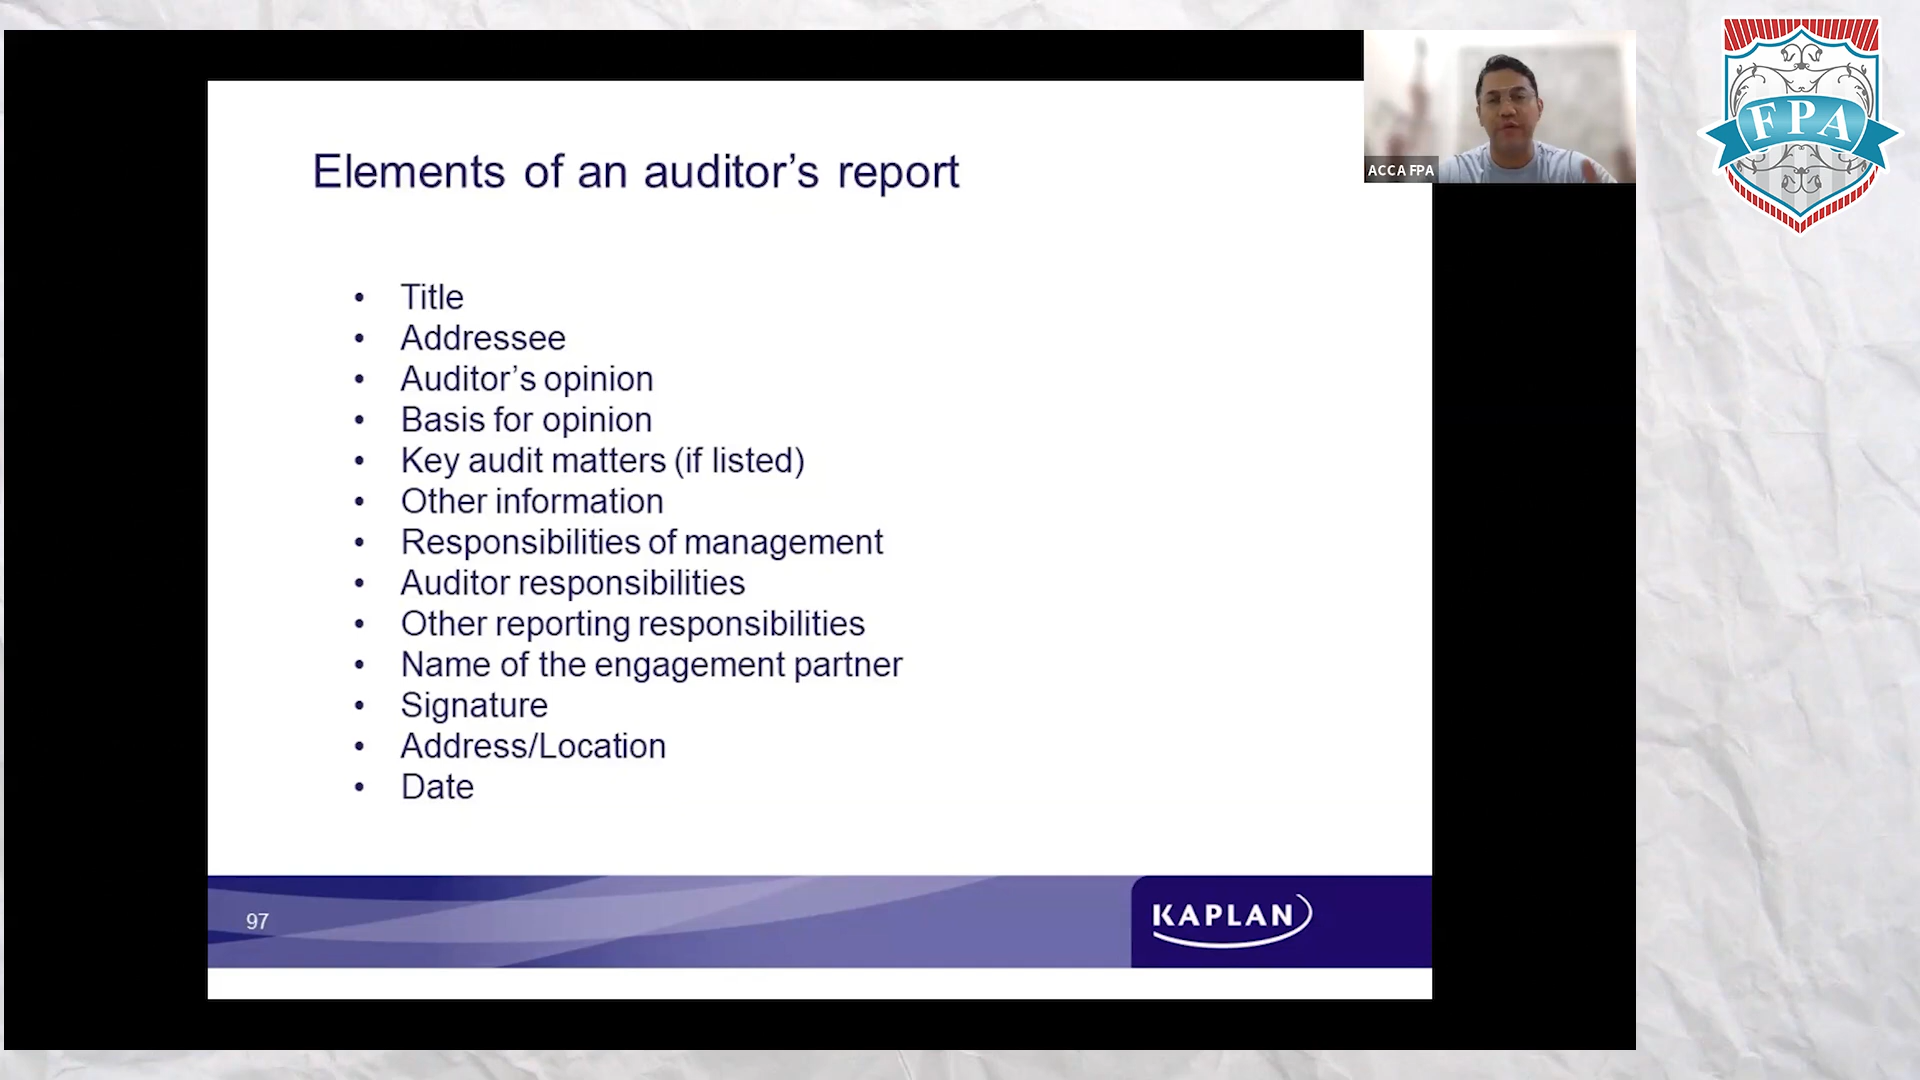 Elements of an auditor’s report
• Title
• Addressee
• Auditor’s opinion
• Basis for opinion
• Key audit matters (if listed)
• Other information
• Responsibilities of management
• Auditor responsibilities
• Other reporting responsibilities
• Name of the engagement partner
• Signature
• Address/Location
• Date
97
KAPLAN
ACCA FPA
FPA